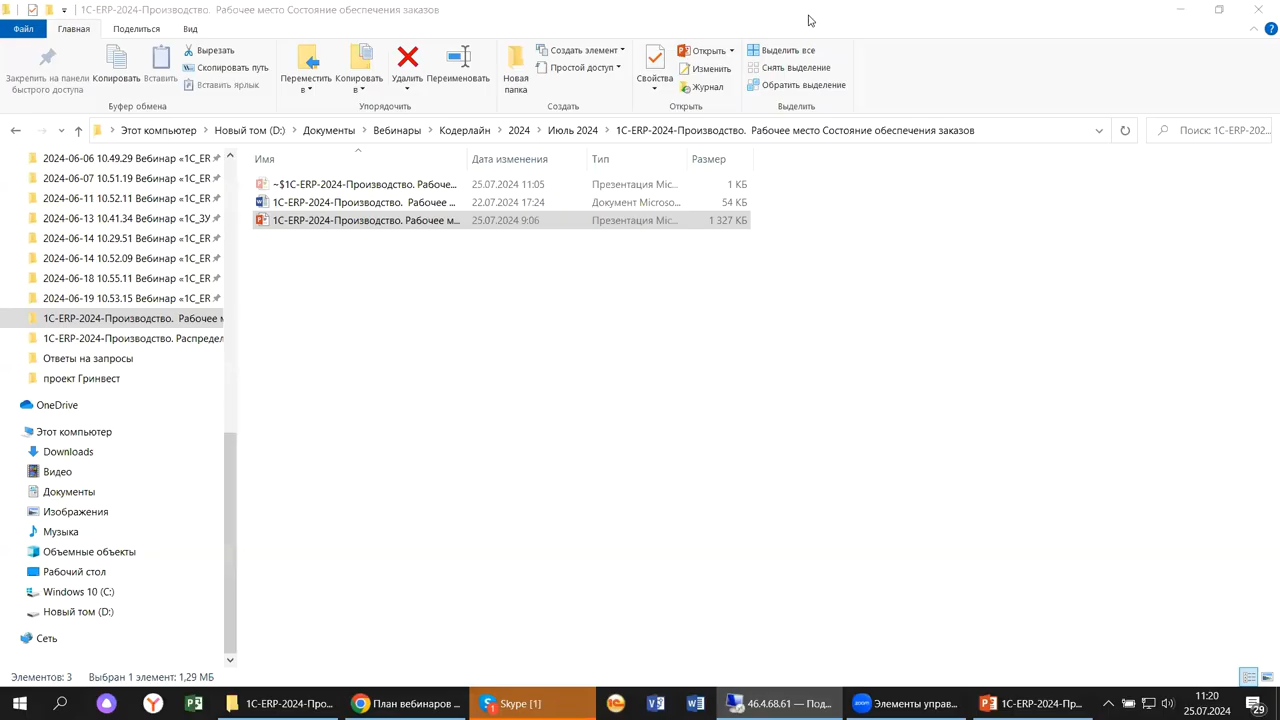 1С-ERP-2024-Производство.  Рабочее место Состояние обеспечения заказов
Файл Главная Поделиться Вид
Закрепить на панели быстрого доступа
Копировать
Вставить
Вырезать
Скопировать путь
Вставить ярлык
Буфер обмена
Переместить в
Копировать в
Удалить
Переименовать
Упорядочить
Новая папка
Создать элемент
Простой доступ
Создать
Свойства
Открыть
Изменить
Журнал
Открыть
Выделить все
Снять выделение
Обратить выделение
Выделить
Этот компьютер > Новый том (D:) > Документы > Вебинары > Кодерлайн > 2024 > Июль 2024 > 1С-ERP-2024-Производство.  Рабочее место Состояние обеспечения заказов
Поиск: 1С-ERP-202...
Имя Дата изменения Тип Размер
~$1С-ERP-2024-Производство. Рабоче... 25.07.2024 11:05 Презентация Mic... 1 КБ
1С-ERP-2024-Производство.  Рабочее ... 22.07.2024 17:24 Документ Microso... 54 КБ
1С-ERP-2024-Производство. Рабочее м... 25.07.2024 9:06 Презентация Mic... 1 327 КБ
2024-06-06 10.49.29 Вебинар «1С_ER
2024-06-07 10.51.19 Вебинар «1С_ER
2024-06-11 10.52.11 Вебинар «1С_ER
2024-06-13 10.41.34 Вебинар «1С_ЗУ
2024-06-14 10.29.51 Вебинар «1С_ER
2024-06-14 10.52.09 Вебинар «1С_ER
2024-06-18 10.55.11 Вебинар «1С_ER
2024-06-19 10.53.15 Вебинар «1С_ER
1С-ERP-2024-Производство.  Рабочее м
1С-ERP-2024-Производство. Распредел
Ответы на запросы
проект Гринвест
OneDrive
Этот компьютер
Downloads
Видео
Документы
Изображения
Музыка
Объемные объекты
Рабочий стол
Windows 10 (C:)
Новый том (D:)
Сеть
Элементов: 3 Выбран 1 элемент: 1,29 МБ
1С-ERP-2024-Про...
План вебинаров ...
Skype [1]
46.4.68.61 — Под...
zoom Элементы управ...
1С-ERP-2024-Пр...
11:20
25.07.2024
29